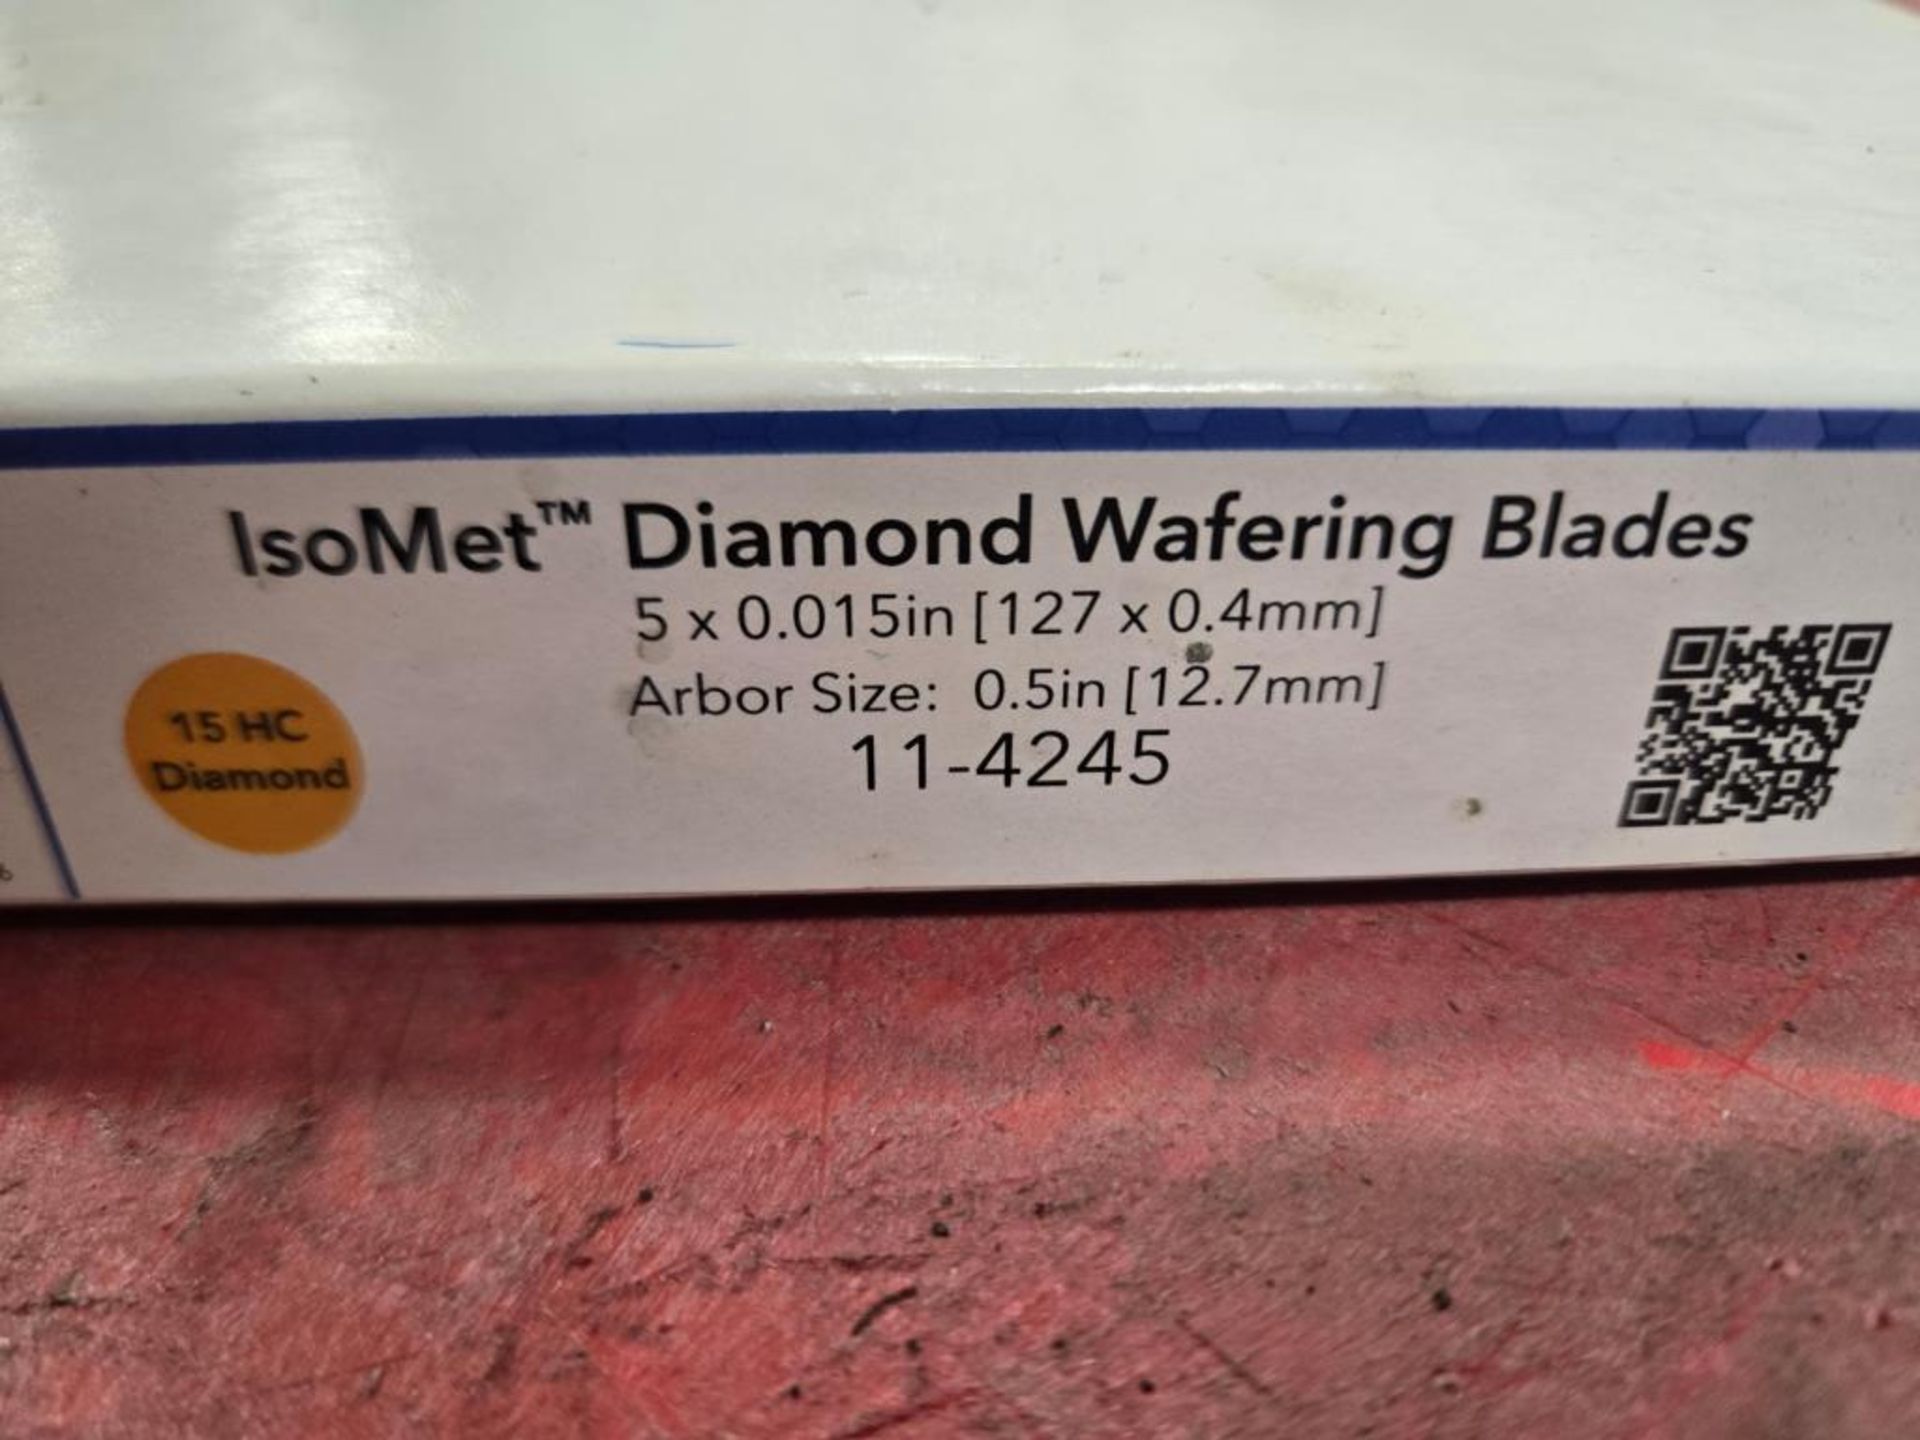 IsoMet™ Diamond Wafering Blades
5 x 0.015in [127 x 0.4mm]
Arbor Size: 0.5in [12.7mm]
11-4245
15 HC
Diamond